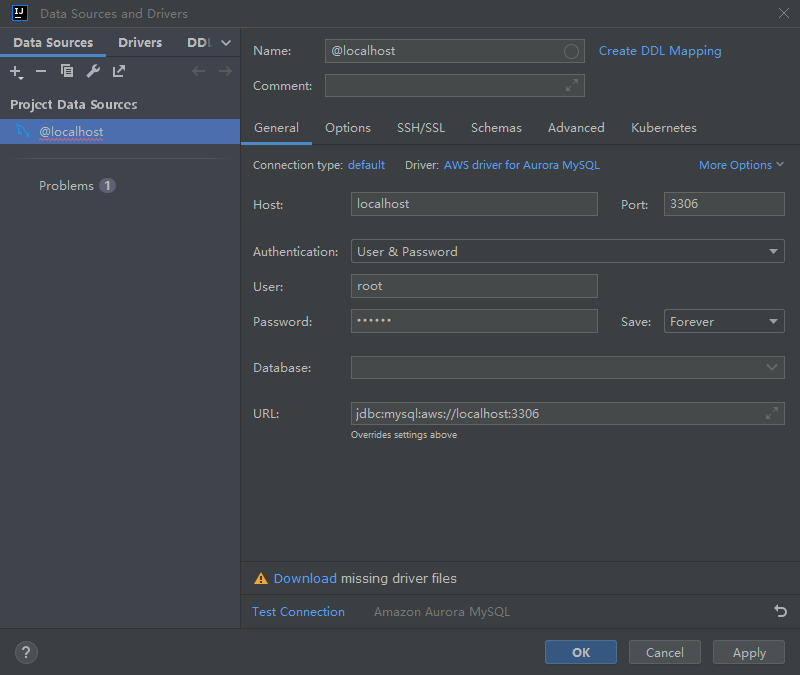 Data Sources and Drivers
Data Sources Drivers DDL
Name: @localhost Create DDL Mapping
Comment:
Project Data Sources
@localhost
Problems 1
General Options SSH/SSL Schemas Advanced Kubernetes
Connection type: default Driver: AWS driver for Aurora MySQL More Options
Host: localhost Port: 3306
Authentication: User & Password
User: root
Password: •••••• Save: Forever
Database:
URL: jdbc:mysql:aws://localhost:3306
Overrides settings above
Download missing driver files
Test Connection Amazon Aurora MySQL
? OK Cancel Apply